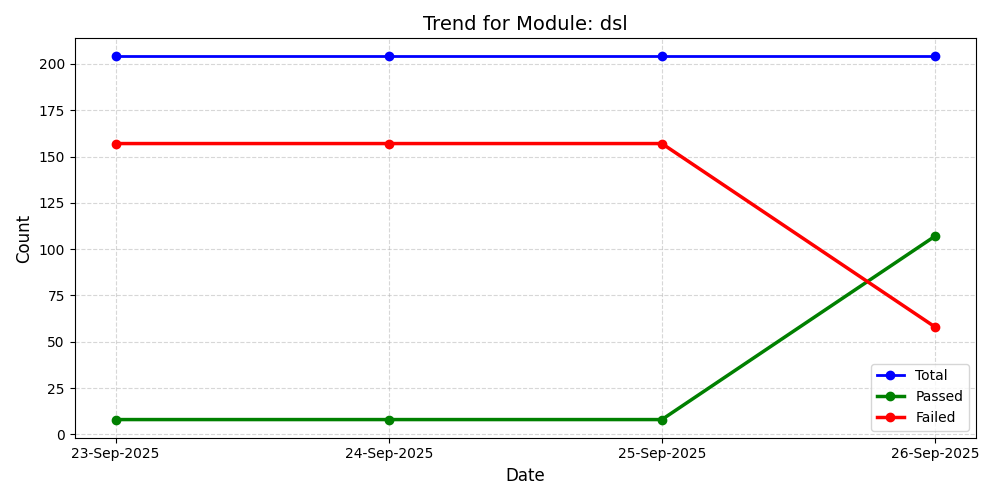 Trend for Module: dsl
Count
200
175
150
125
100
75
50
25
0
23-Sep-2025
24-Sep-2025
25-Sep-2025
26-Sep-2025
Date
Total
Passed
Failed